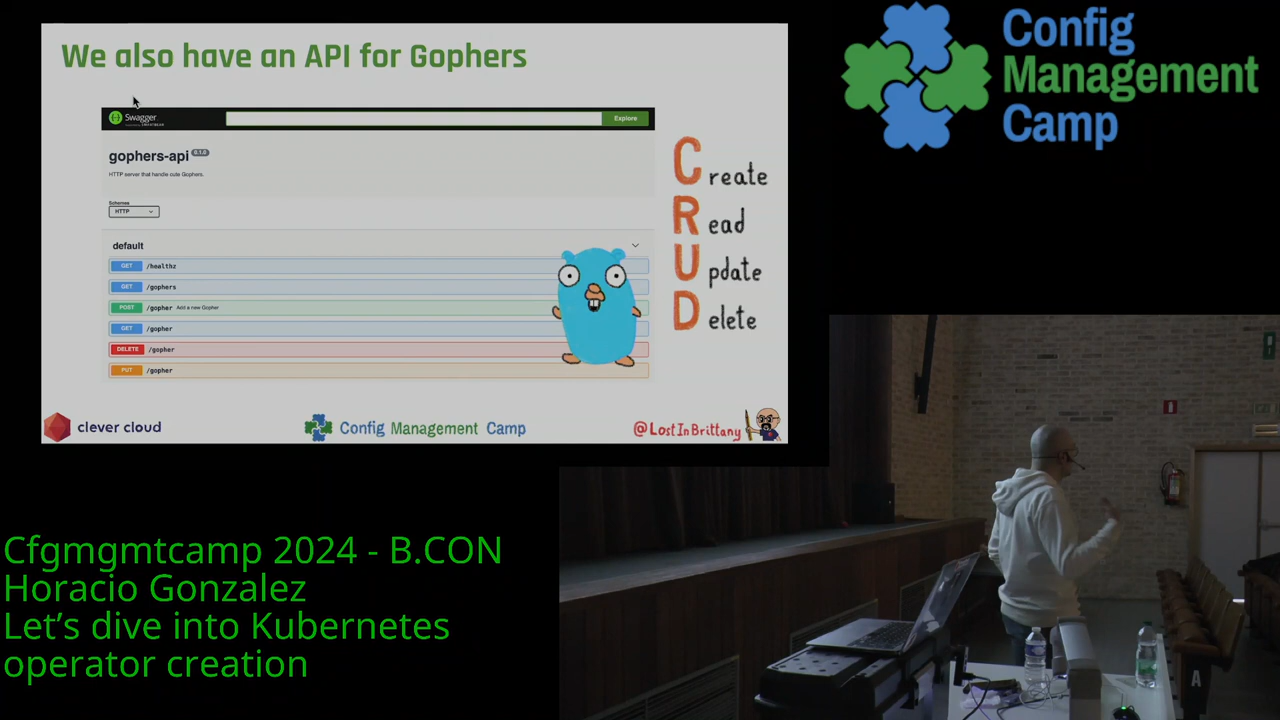 We also have an API for Gophers
Swagger
Explore
gophers-api
HTTP server that handle cute Gophers.
Schemes
HTTP
default
GET /healthz
GET /gophers
POST /gopher Add a new Gopher
GET /gopher
DELETE /gopher
PUT /gopher
Create
Read
Update
Delete
clever cloud
Config Management Camp
@LostInBrittany
Config
Management
Camp
Cfgmgmtcamp 2024 - B.CON
Horacio Gonzalez
Let’s dive into Kubernetes
operator creation
A